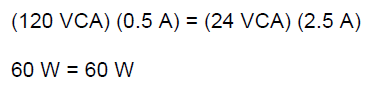 (120 VCA) (0.5 A) = (24 VCA) (2.5 A)
60 W = 60 W